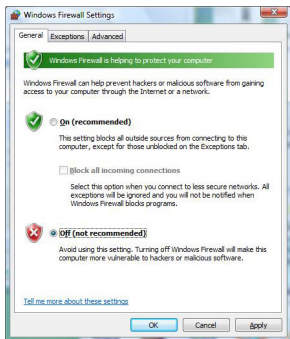 Windows Firewall Settings
General Exceptions Advanced
Windows Firewall is helping to protect your computer
Windows Firewall can help prevent hackers or malicious software from gaining
access to your computer through the Internet or a network.
On (recommended)
This setting blocks all outside sources from connecting to this
computer, except for those unblocked on the Exceptions tab.
Block all incoming connections
Select this option when you connect to less secure networks. All
exceptions will be ignored and you will not be notified when
Windows Firewall blocks programs.
Off (not recommended)
Avoid using this setting. Turning off Windows Firewall will make this
computer more vulnerable to hackers or malicious software.
Tell me more about these settings
OK Cancel Apply